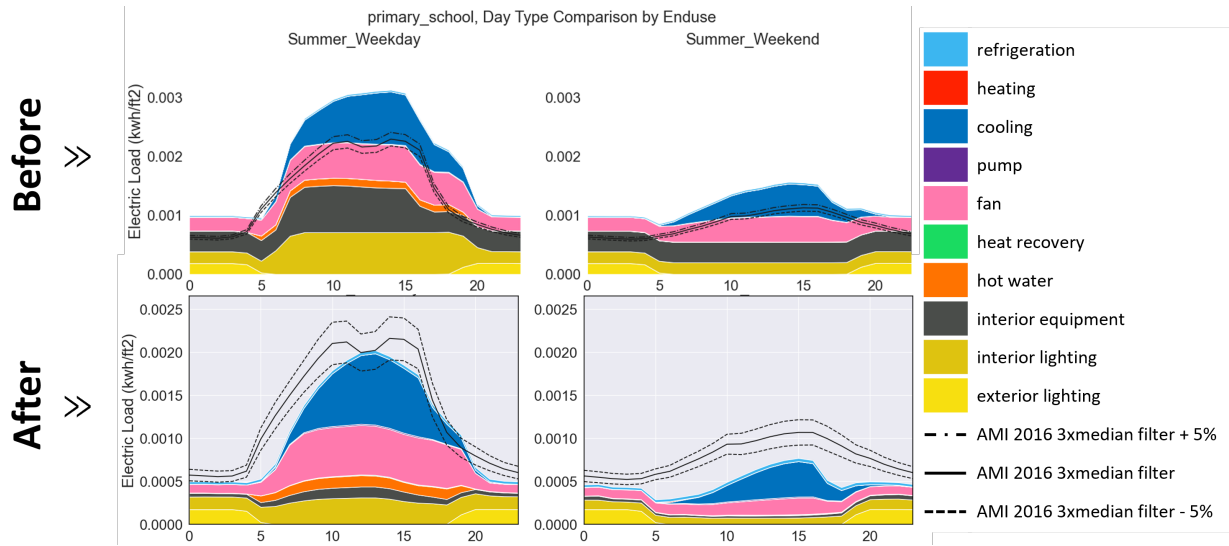 primary_school, Day Type Comparison by Enduse
Summer_Weekday
Summer_Weekend
Before »
Electric Load (kwh/ft2)
0.003
0.002
0.001
0.000
0 5 10 15 20
0.003
0.002
0.001
0.000
0 5 10 15 20
After »
Electric Load (kwh/ft2)
0.0025
0.0020
0.0015
0.0010
0.0005
0.0000
0 5 10 15 20
0.0025
0.0020
0.0015
0.0010
0.0005
0.0000
0 5 10 15 20
refrigeration
heating
cooling
pump
fan
heat recovery
hot water
interior equipment
interior lighting
exterior lighting
AMI 2016 3xmedian filter + 5%
AMI 2016 3xmedian filter
AMI 2016 3xmedian filter - 5%